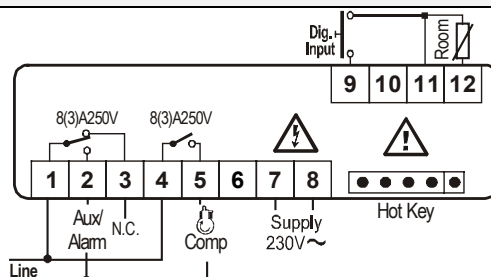 Dig.
Input
Room
9 10 11 12
8(3)A250V 8(3)A250V
1 2 3 4 5 6 7 8
Hot Key
Aux/
Alarm
N.C.
Comp
Supply
230V~
Line